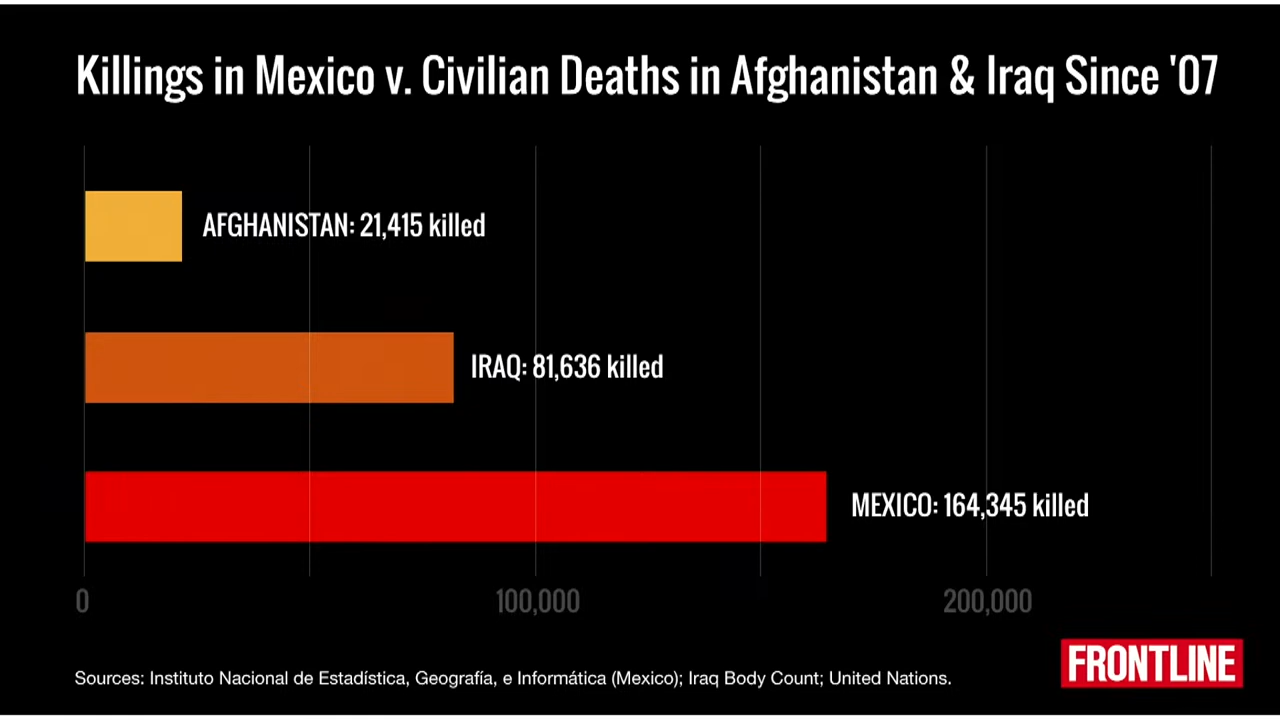 Killings in Mexico v. Civilian Deaths in Afghanistan & Iraq Since '07
AFGHANISTAN: 21,415 killed
IRAQ: 81,636 killed
MEXICO: 164,345 killed
0 100,000 200,000
Sources: Instituto Nacional de Estadística, Geografía, e Informática (Mexico); Iraq Body Count; United Nations.
FRONTLINE